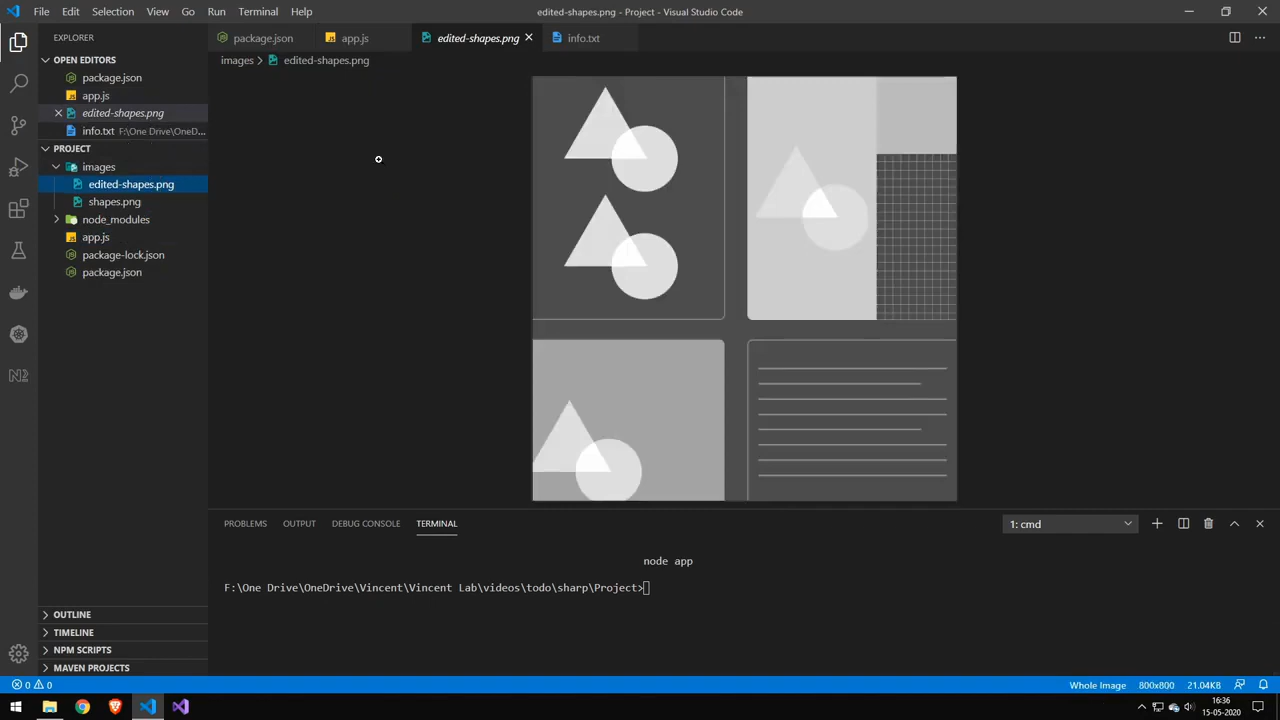 File Edit Selection View Go Run Terminal Help
edited-shapes.png - Project - Visual Studio Code
EXPLORER
OPEN EDITORS
package.json
app.js
edited-shapes.png
info.txt F:\One Drive\OneD...
PROJECT
images
edited-shapes.png
shapes.png
node_modules
app.js
package-lock.json
package.json
OUTLINE
TIMELINE
NPM SCRIPTS
MAVEN PROJECTS
package.json app.js edited-shapes.png info.txt
images > edited-shapes.png
PROBLEMS OUTPUT DEBUG CONSOLE TERMINAL
1: cmd
node app
F:\One Drive\OneDrive\Vincent\Vincent Lab\videos\todo\sharp\Project>
0 0
Whole Image 800x800 21.04KB
16:36
15-05-2020